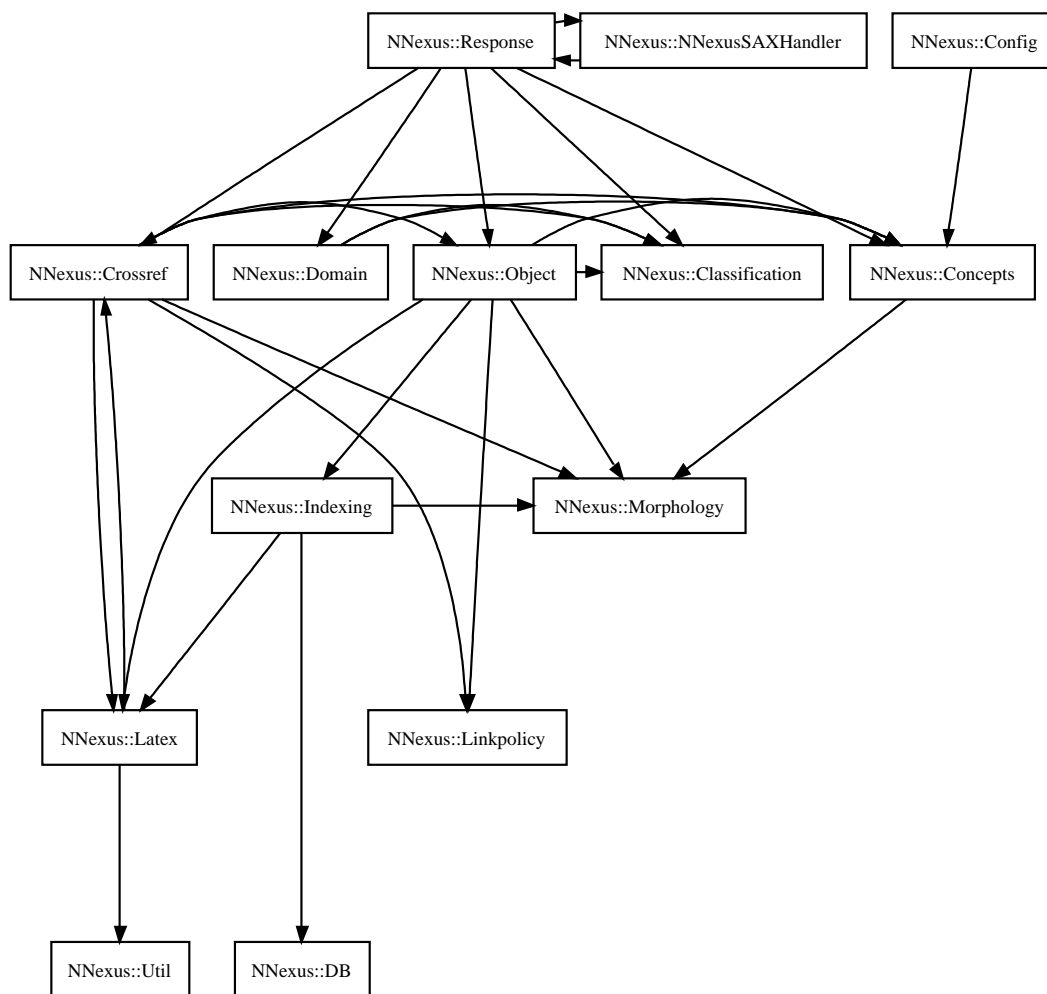 NNexus::Response
NNexus::NNexusSAXHandler
NNexus::Config
NNexus::Crossref
NNexus::Domain
NNexus::Object
NNexus::Classification
NNexus::Concepts
NNexus::Indexing
NNexus::Morphology
NNexus::Latex
NNexus::Linkpolicy
NNexus::Util
NNexus::DB